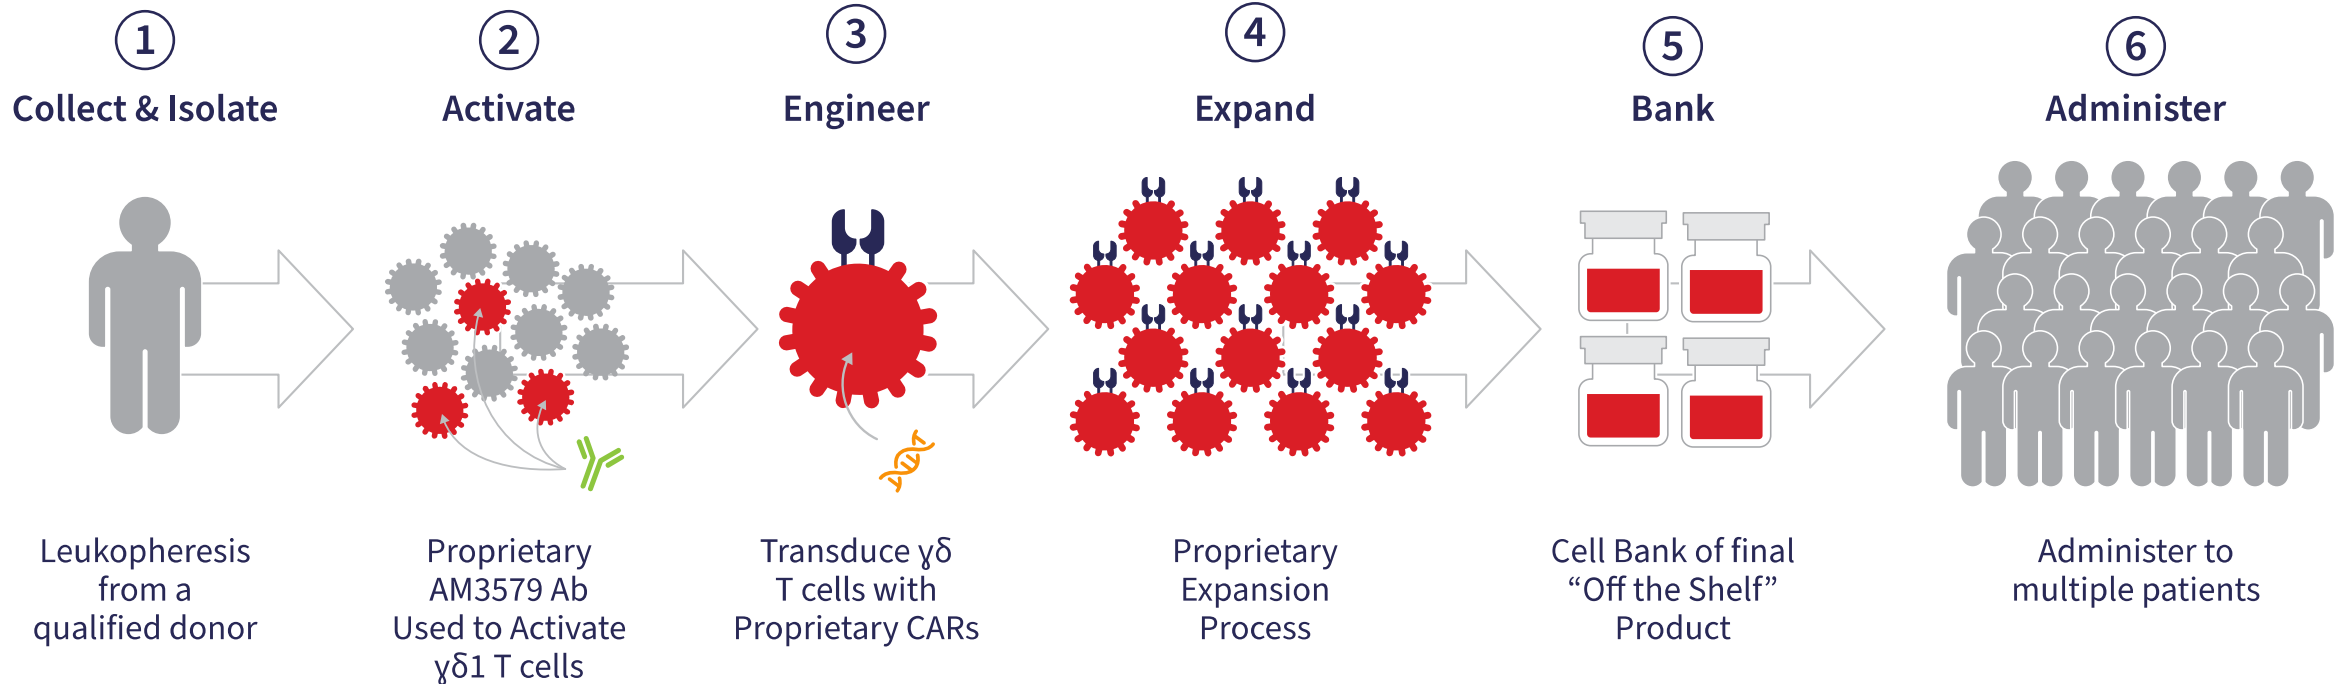 1
Collect & Isolate
Leukopheresis
from a
qualified donor
2
Activate
Proprietary
AM3579 Ab
Used to Activate
γδ1 T cells
3
Engineer
Transduce γδ
T cells with
Proprietary CARs
4
Expand
Proprietary
Expansion
Process
5
Bank
Cell Bank of final
“Off the Shelf”
Product
6
Administer
Administer to
multiple patients